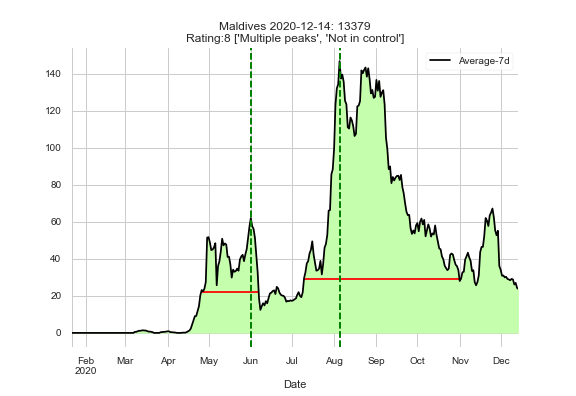 Maldives 2020-12-14: 13379
Rating:8 ['Multiple peaks', 'Not in control']
Average-7d
140
120
100
80
60
40
20
0
Feb Mar Apr May Jun Jul Aug Sep Oct Nov Dec
2020
Date